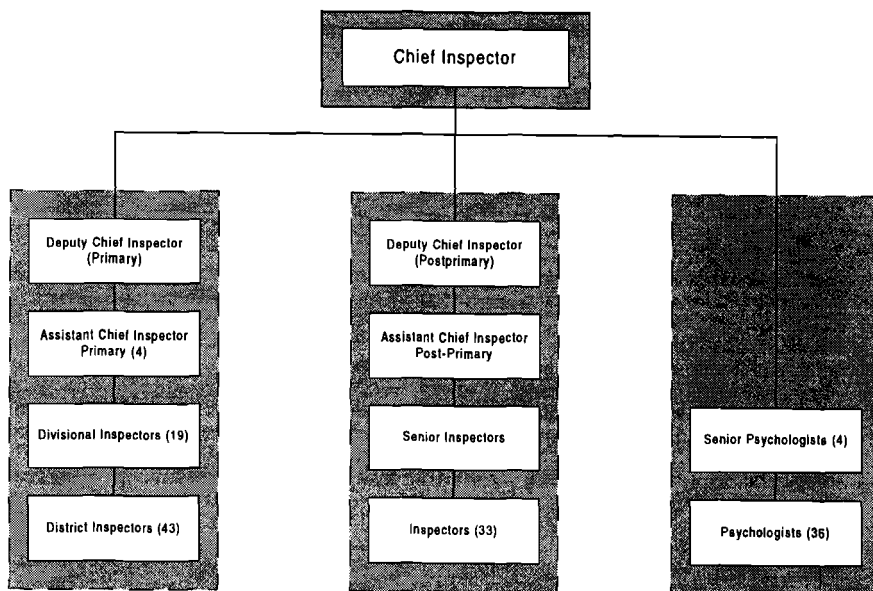 Chief Inspector
Deputy Chief Inspector
(Primary)
Assistant Chief Inspector
Primary (4)
Divisional Inspectors (19)
District Inspectors (43)
Deputy Chief Inspector
(Postprimary)
Assistant Chief Inspector
Post-Primary
Senior Inspectors
Inspectors (33)
Senior Psychologists (4)
Psychologists (36)